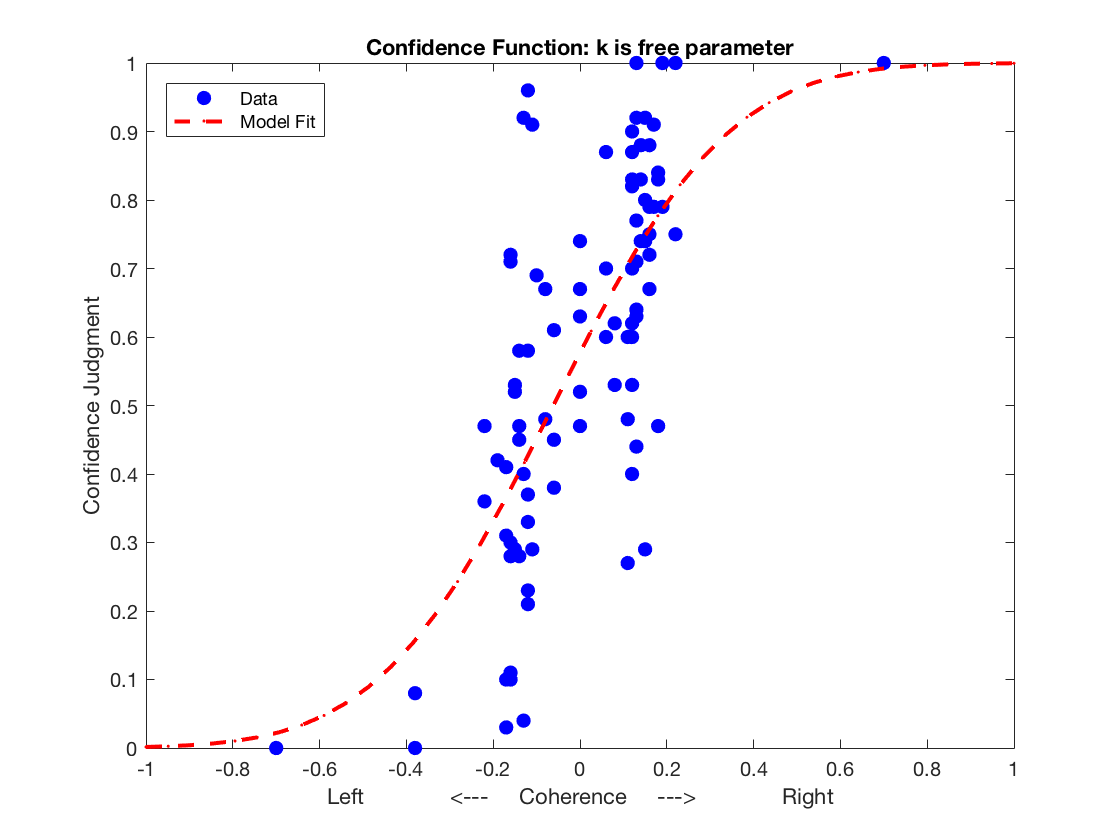 Confidence Function: k is free parameter
Data
Model Fit
Confidence Judgment
1
0.9
0.8
0.7
0.6
0.5
0.4
0.3
0.2
0.1
0
-1 -0.8 -0.6 -0.4 -0.2 0 0.2 0.4 0.6 0.8 1
Left <--- Coherence ---> Right